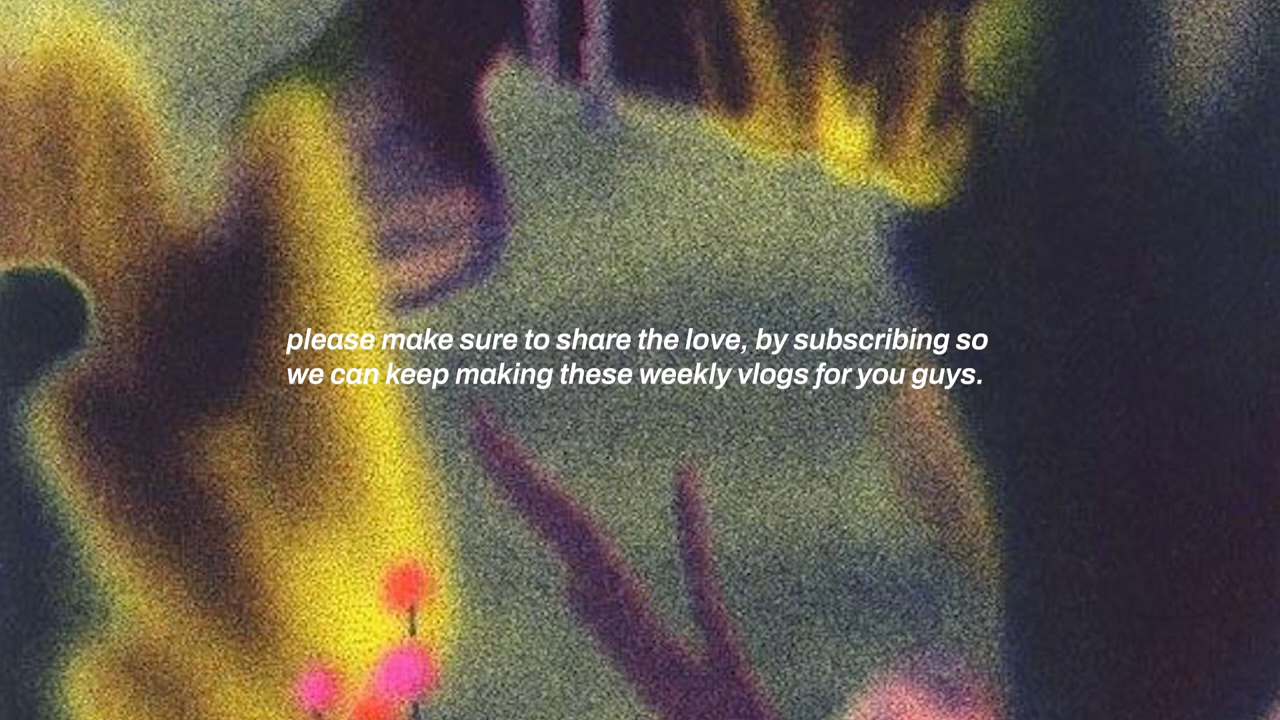 please make sure to share the love, by subscribing so
we can keep making these weekly vlogs for you guys.